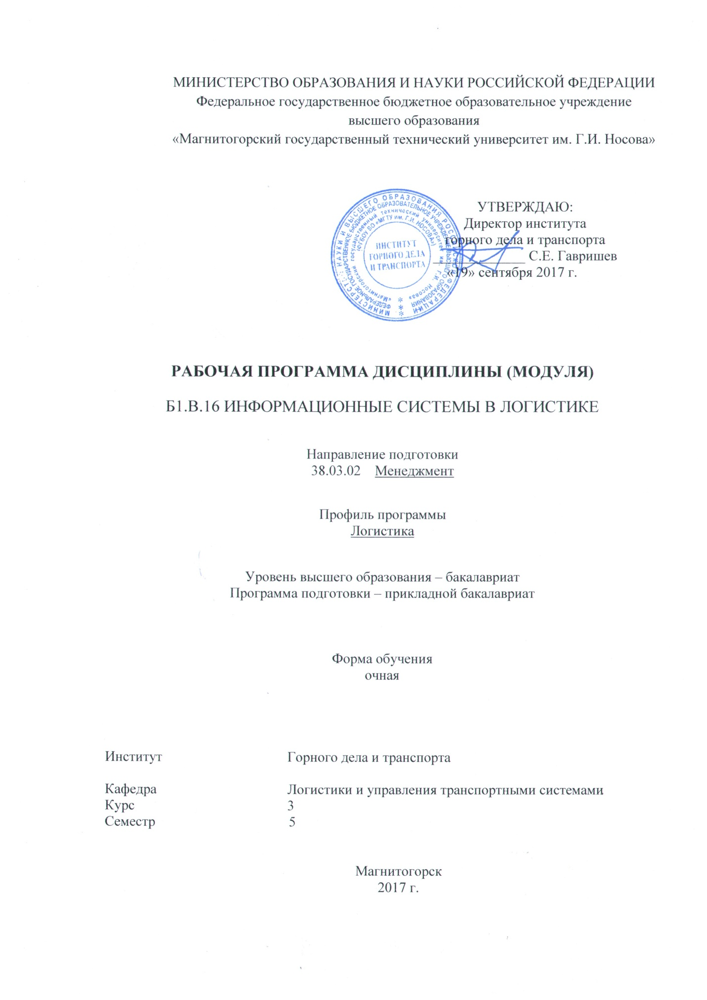 МИНИСТЕРСТВО ОБРАЗОВАНИЯ И НАУКИ РОССИЙСКОЙ ФЕДЕРАЦИИ
Федеральное государственное бюджетное образовательное учреждение
высшего образования
«Магнитогорский государственный технический университет им. Г.И. Носова»
УТВЕРЖДАЮ:
Директор института
горного дела и транспорта
С.Е. Гавришев
«19» сентября 2017 г.
НАУКИ И ВЫСШЕГО ОБРАЗОВАНИЯ РОССИЙСКОЙ ФЕДЕРАЦИИ
ФЕДЕРАЛЬНОЕ ГОСУДАРСТВЕННОЕ БЮДЖЕТНОЕ ОБРАЗОВАТЕЛЬНОЕ УЧРЕЖДЕНИЕ ВЫСШЕГО ОБРАЗОВАНИЯ
«Магнитогорский государственный технический университет им. Г.И. Носова»
(ФГБОУ ВО «МГТУ им. Г.И. НОСОВА»)
ИНСТИТУТ
ГОРНОГО ДЕЛА
И ТРАНСПОРТА
РАБОЧАЯ ПРОГРАММА ДИСЦИПЛИНЫ (МОДУЛЯ)
Б1.В.16 ИНФОРМАЦИОННЫЕ СИСТЕМЫ В ЛОГИСТИКЕ
Направление подготовки
38.03.02 Менеджмент
Профиль программы
Логистика
Уровень высшего образования – бакалавриат
Программа подготовки – прикладной бакалавриат
Форма обучения
очная
Институт Горного дела и транспорта
Кафедра Логистики и управления транспортными системами
Курс 3
Семестр 5
Магнитогорск
2017 г.